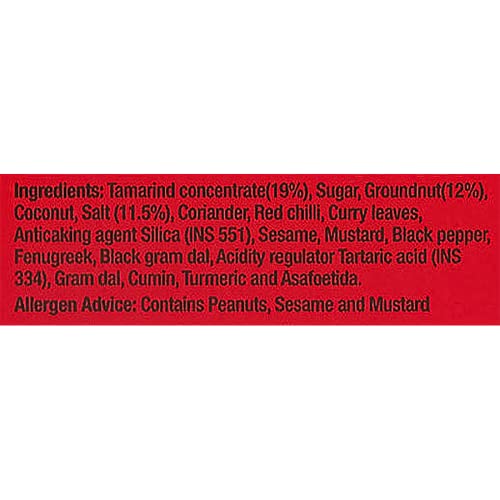 Ingredients: Tamarind concentrate(19%), Sugar, Groundnut(12%),
Coconut, Salt (11.5%), Coriander, Red chilli, Curry leaves,
Anticaking agent Silica (INS 551), Sesame, Mustard, Black pepper,
Fenugreek, Black gram dal, Acidity regulator Tartaric acid (INS
334), Gram dal, Cumin, Turmeric and Asafoetida.
Allergen Advice: Contains Peanuts, Sesame and Mustard